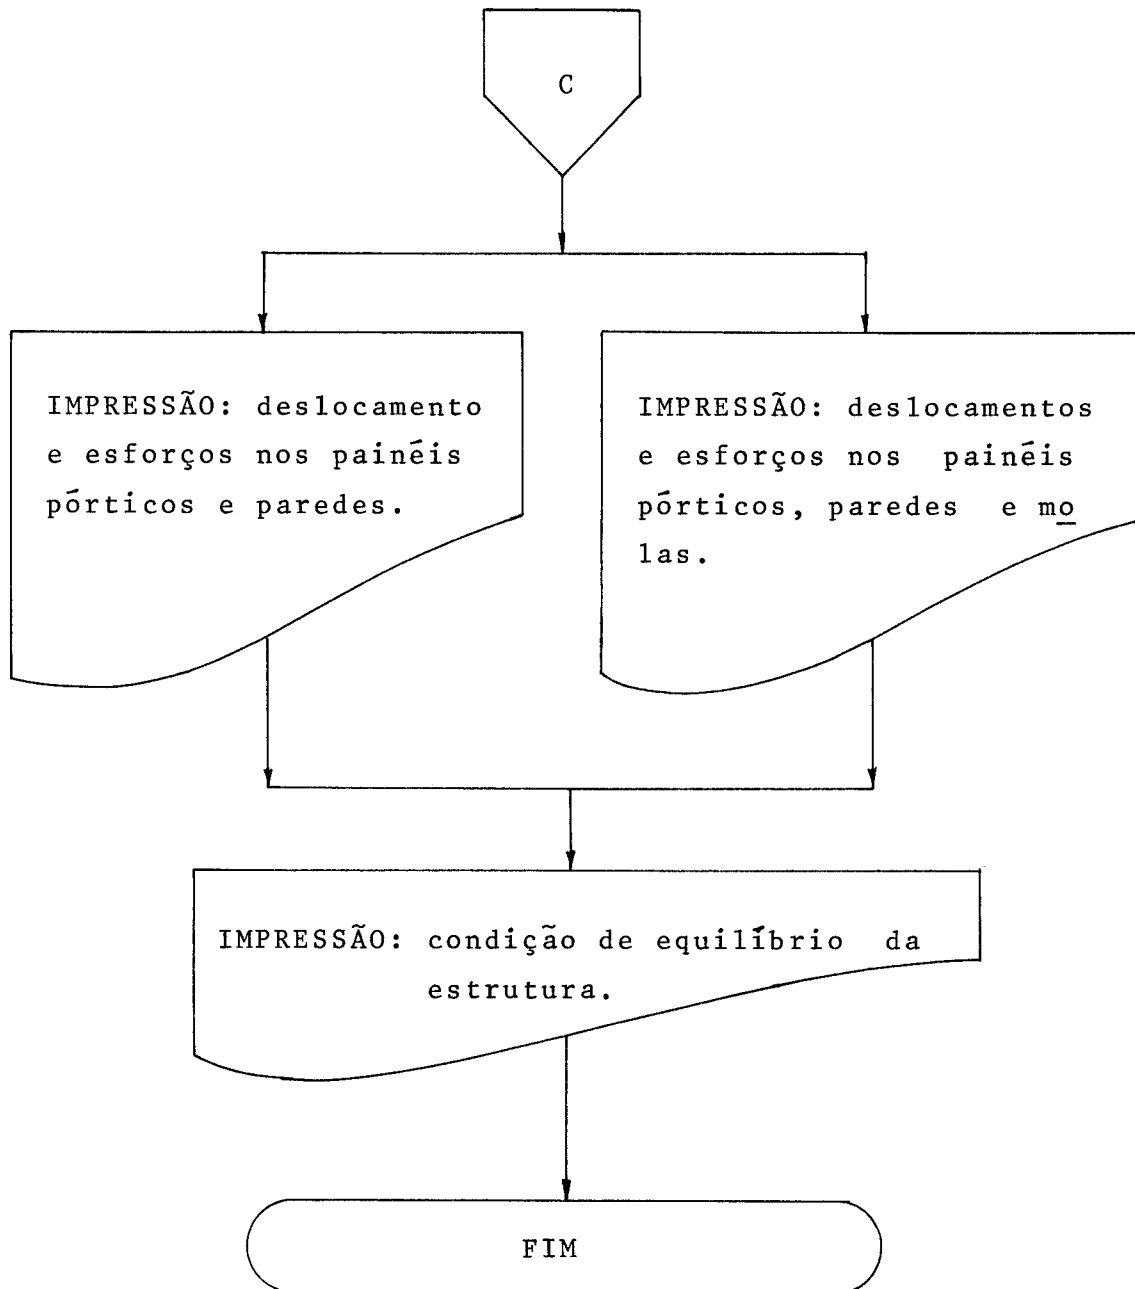 C
IMPRESSÃO: deslocamento
e esforços nos painéis
pórticos e paredes.
IMPRESSÃO: deslocamentos
e esforços nos painéis
pórticos, paredes e mo
las.
IMPRESSÃO: condição de equilíbrio da
estrutura.
FIM